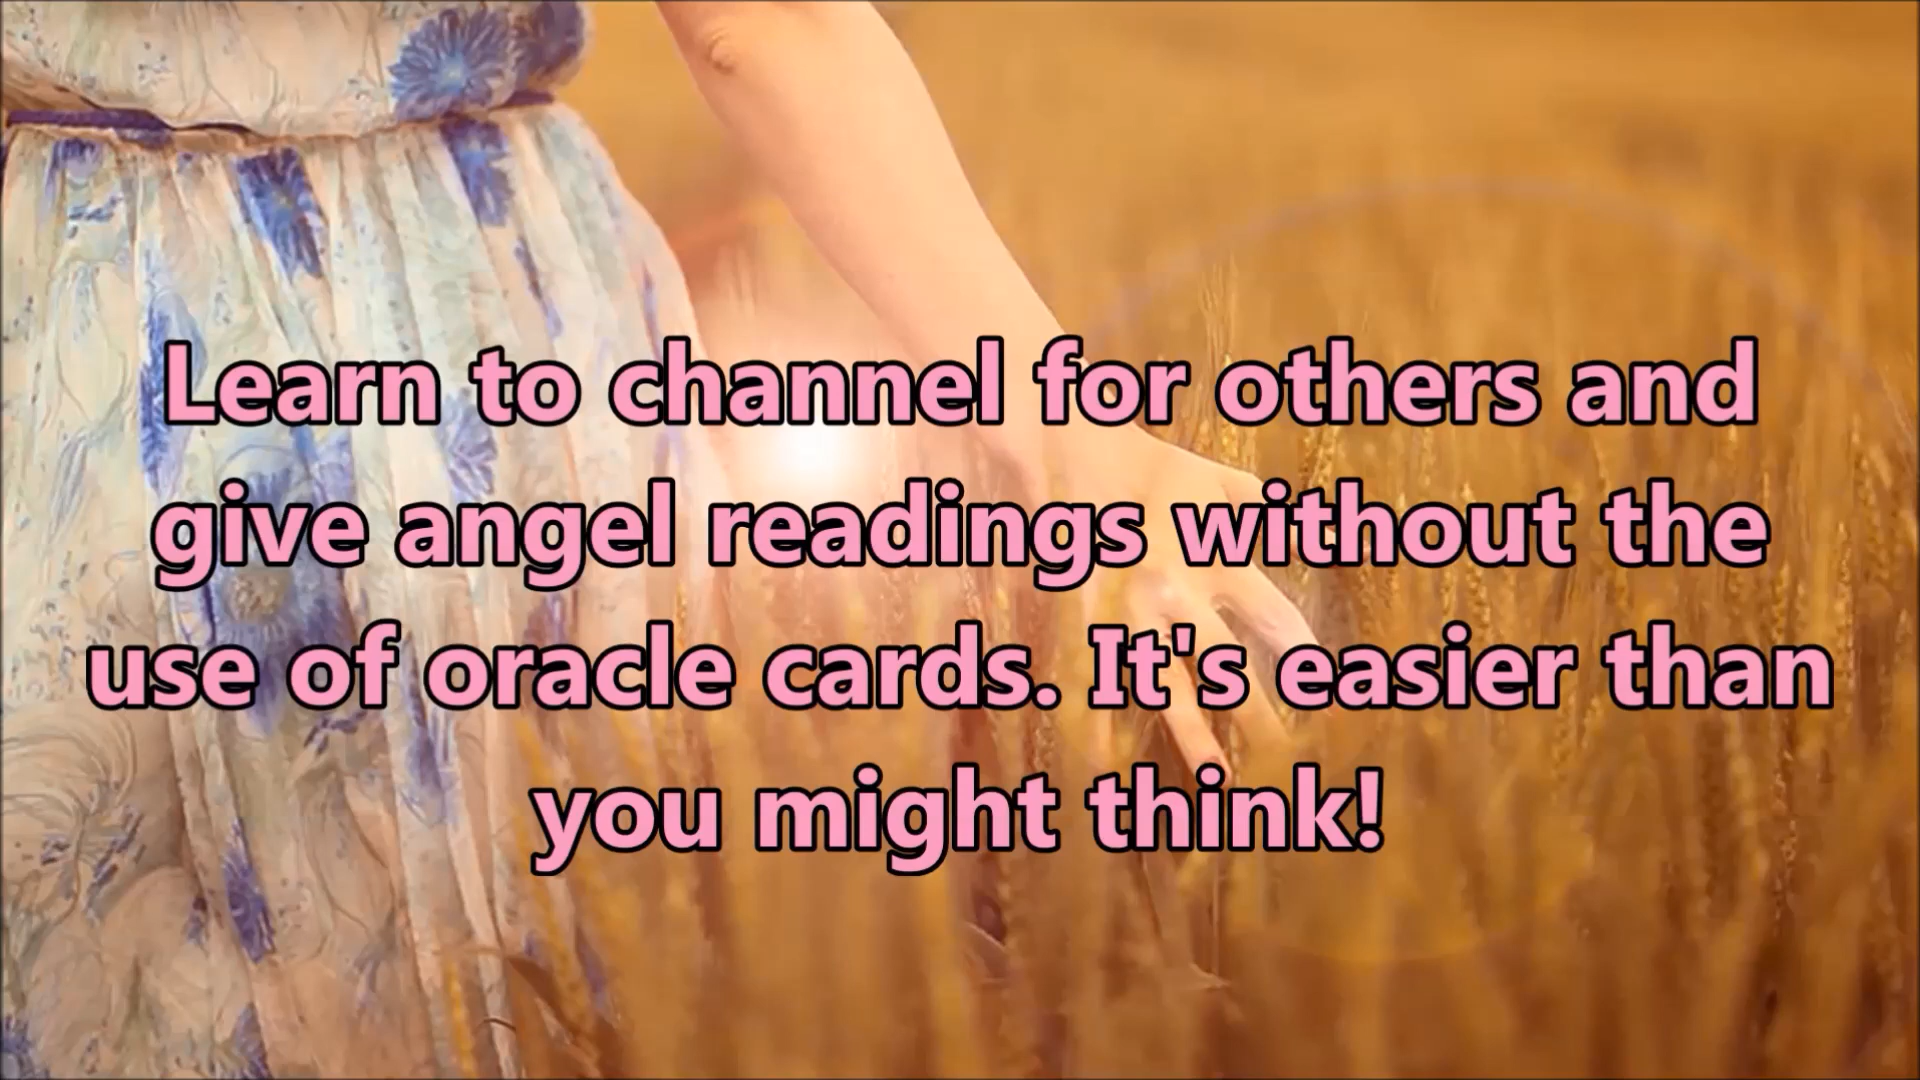 Learn to channel for others and
give angel readings without the
use of oracle cards. It's easier than
you might think!